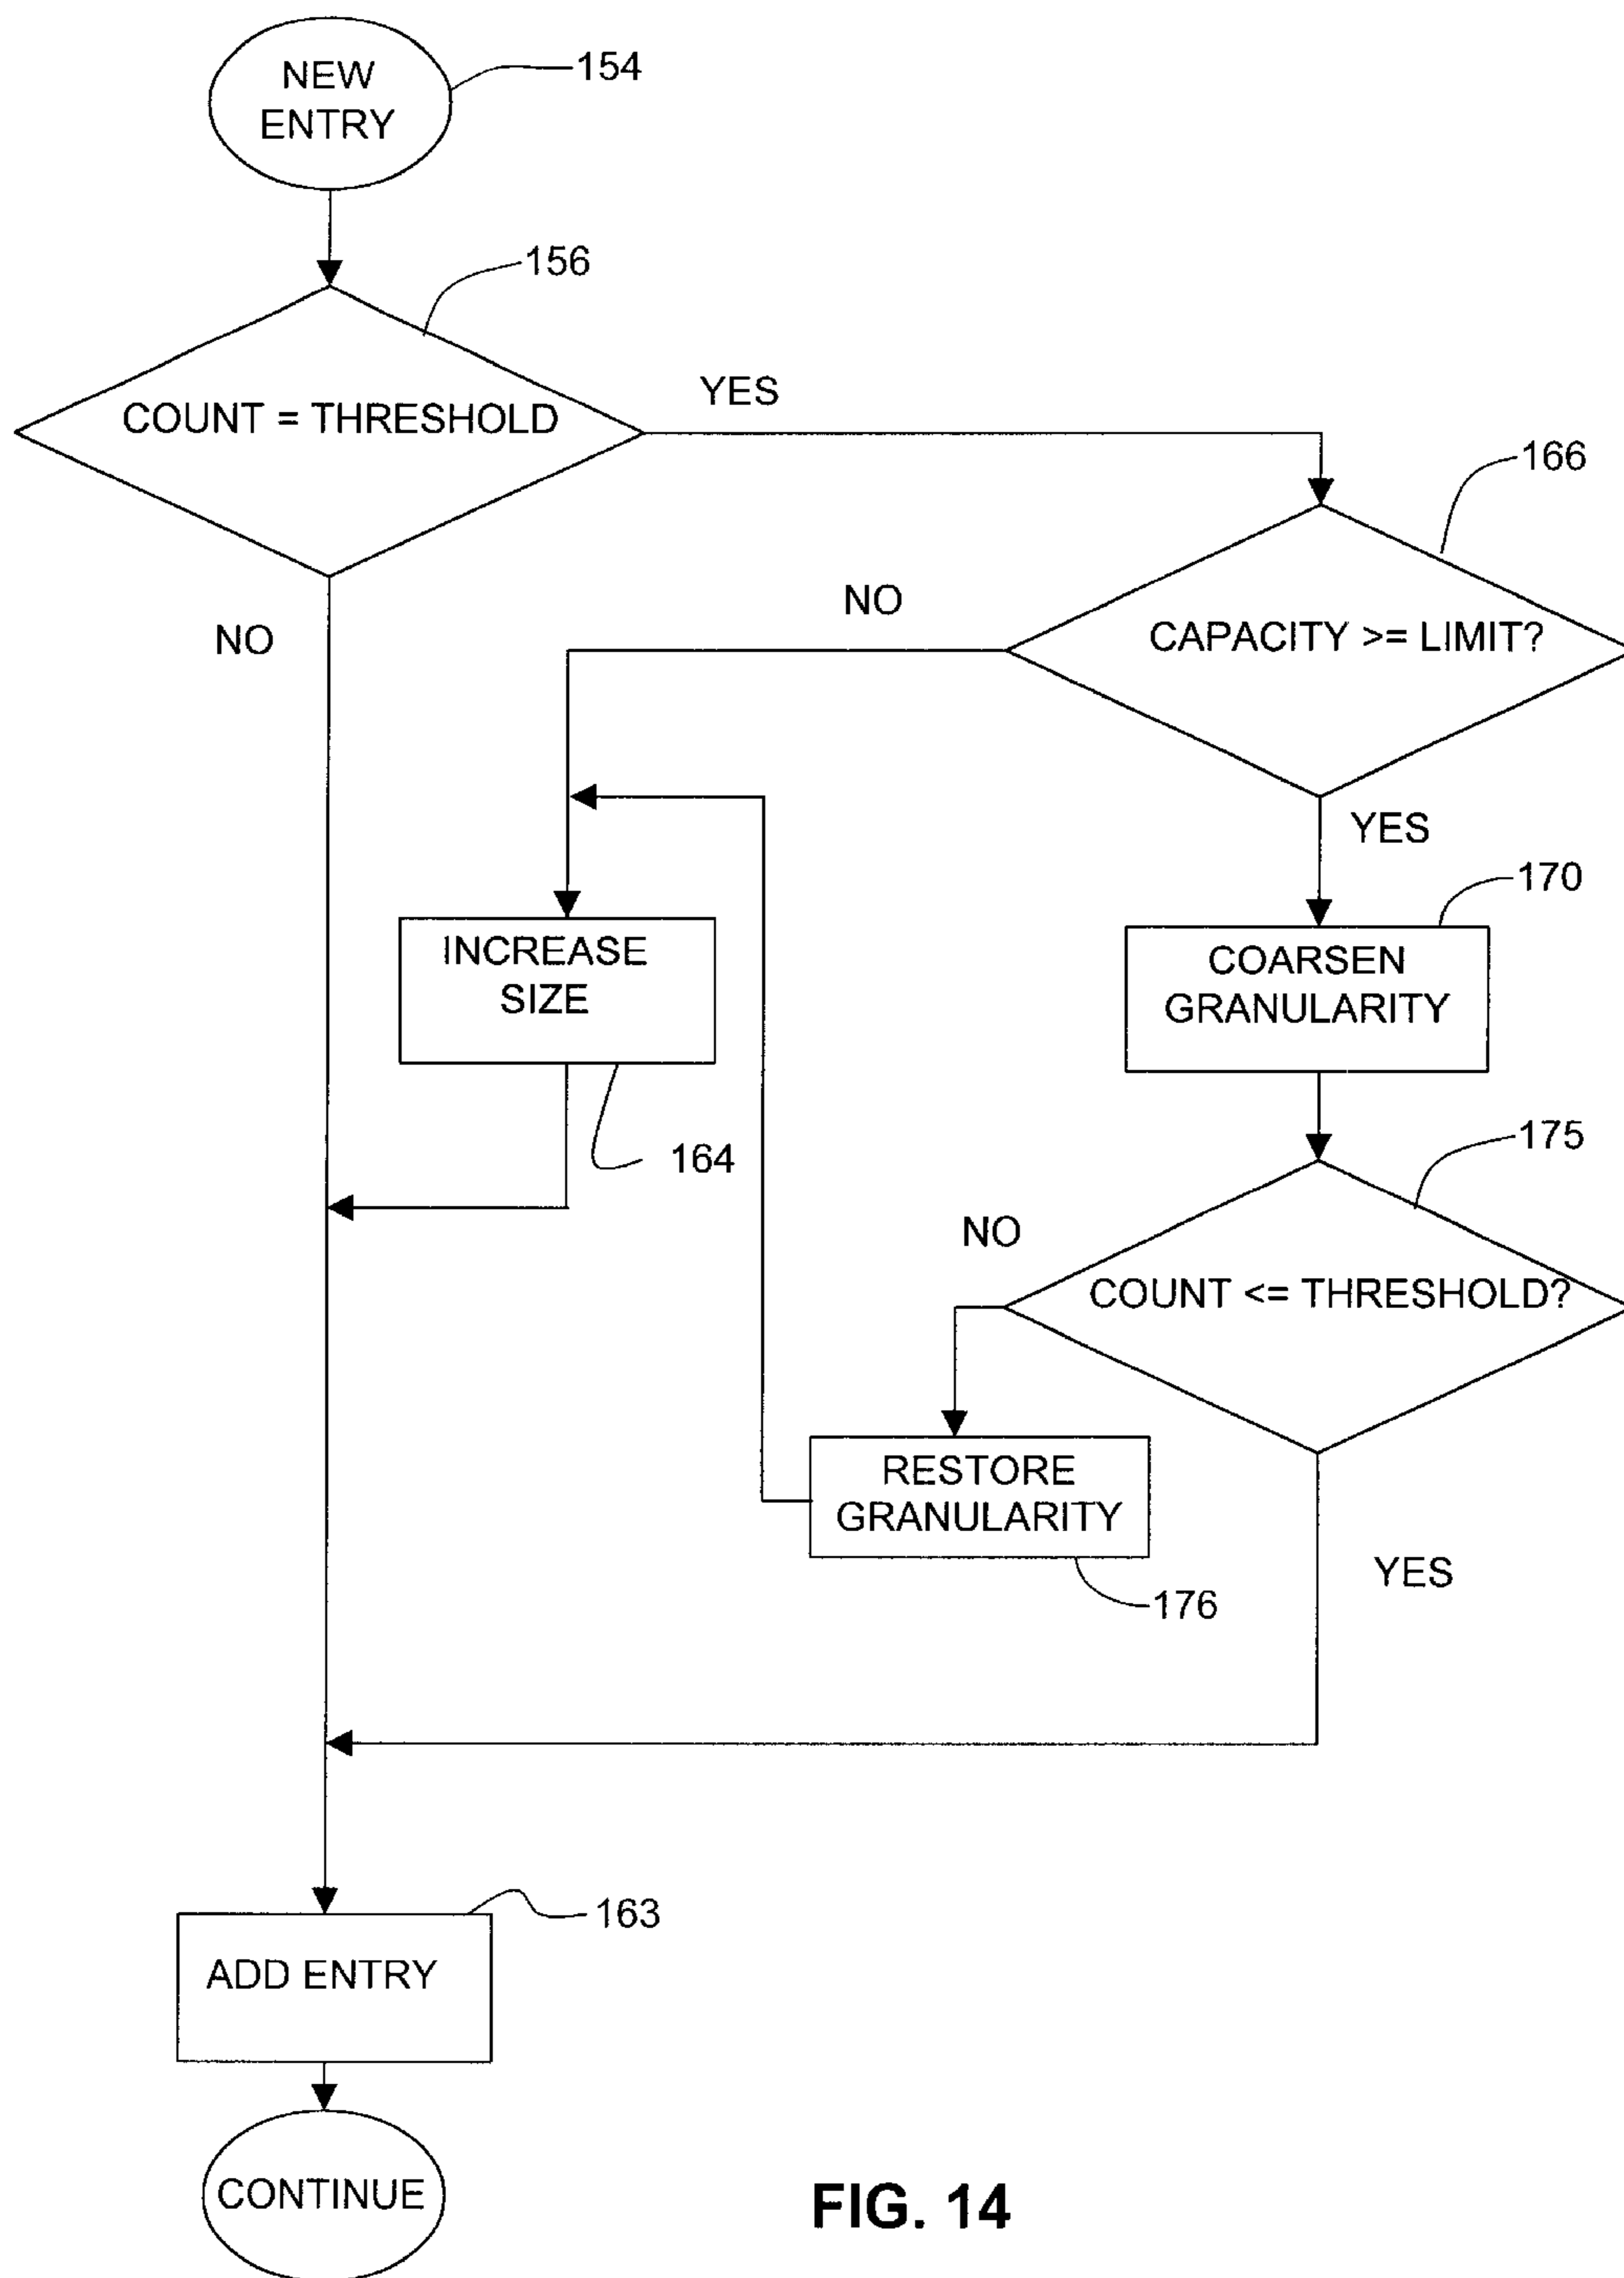 NEW
ENTRY
154
156
COUNT = THRESHOLD
YES
166
NO
CAPACITY >= LIMIT?
NO
YES
170
INCREASE
SIZE
COARSEN
GRANULARITY
164
175
NO
COUNT <= THRESHOLD?
RESTORE
GRANULARITY
YES
176
163
ADD ENTRY
CONTINUE
FIG. 14